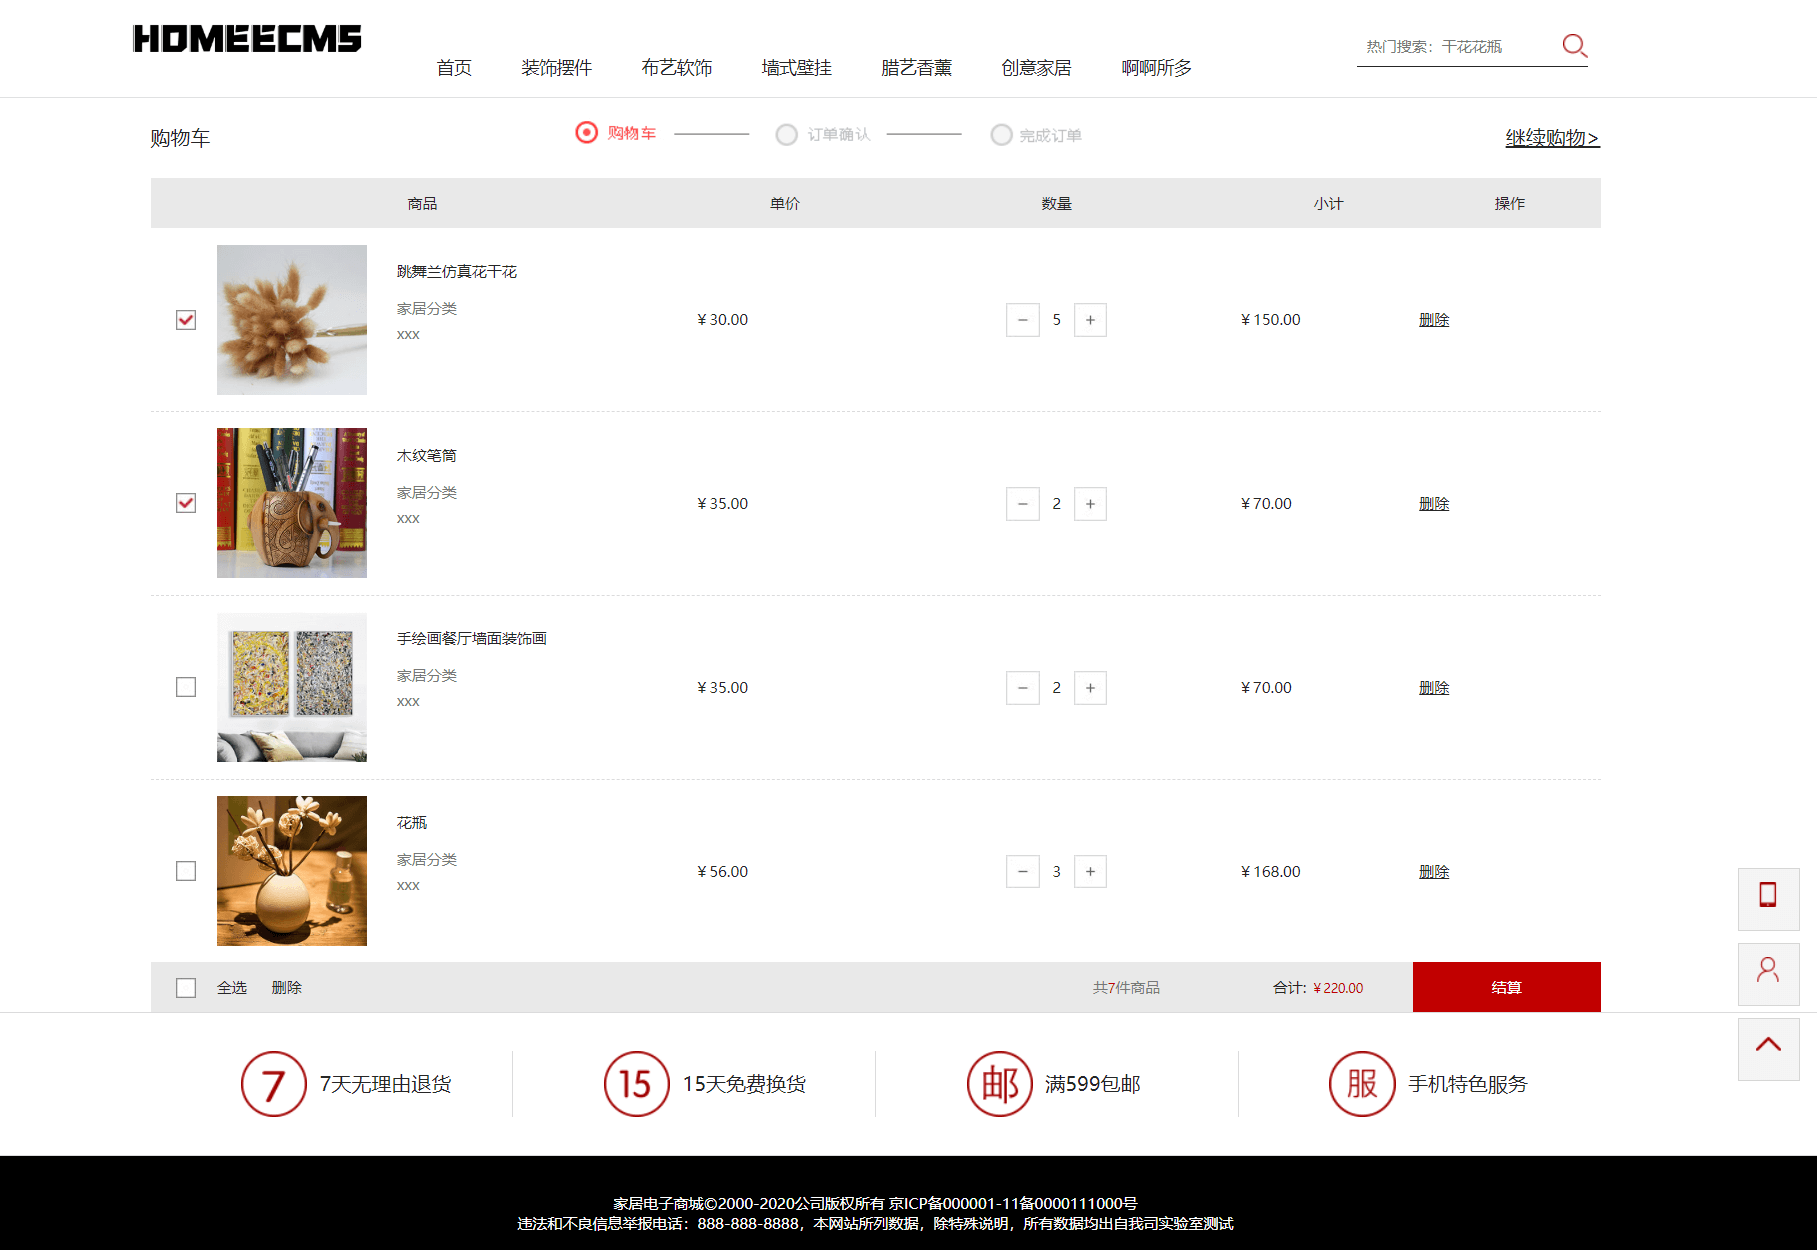 HOMEECMS
首页 装饰摆件 布艺软饰 墙式壁挂 腊艺香薰 创意家居 啊啊所多
热门搜索：干花花瓶
购物车 购物车 订单确认 完成订单 继续购物>
商品 单价 数量 小计 操作
跳舞兰仿真花干花
家居分类
xxx
￥30.00 − 5 + ￥150.00 删除
木纹笔筒
家居分类
xxx
￥35.00 − 2 + ￥70.00 删除
手绘画餐厅墙面装饰画
家居分类
xxx
￥35.00 − 2 + ￥70.00 删除
花瓶
家居分类
xxx
￥56.00 − 3 + ￥168.00 删除
全选 删除 共7件商品 合计：￥220.00 结算
7 7天无理由退货 15 15天免费换货 邮 满599包邮 服 手机特色服务
家居电子商城©2000-2020公司版权所有 京ICP备000001-11备0000111000号
违法和不良信息举报电话：888-888-8888，本网站所列数据，除特殊说明，所有数据均出自我司实验室测试